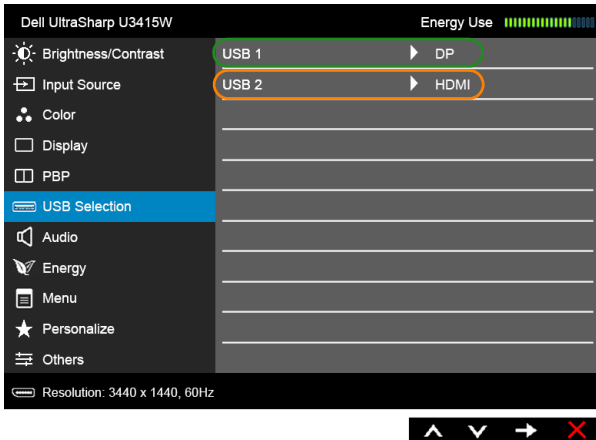 Dell UltraSharp U3415W Energy Use
Brightness/Contrast USB 1 DP
Input Source USB 2 HDMI
Color
Display
PBP
USB Selection
Audio
Energy
Menu
Personalize
Others
Resolution: 3440 x 1440, 60Hz